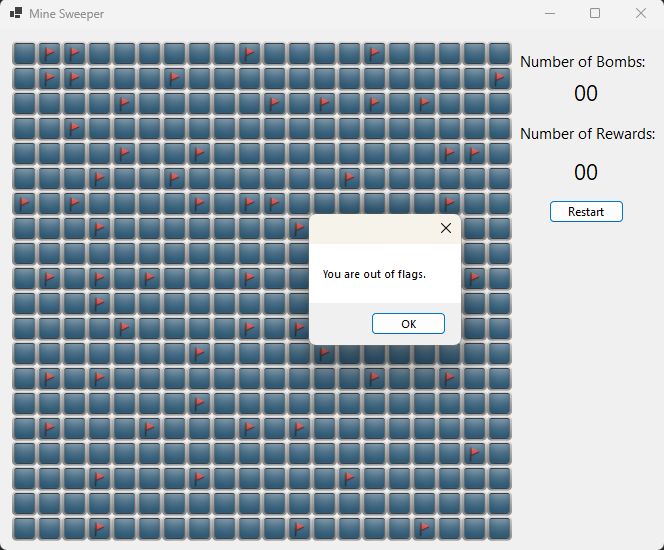 Mine Sweeper
Number of Bombs:
00
Number of Rewards:
00
Restart
You are out of flags.
OK